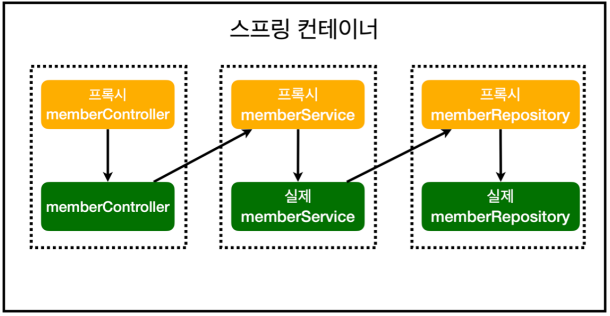 스프링 컨테이너
프록시
memberController
프록시
memberService
프록시
memberRepository
memberController
실제
memberService
실제
memberRepository